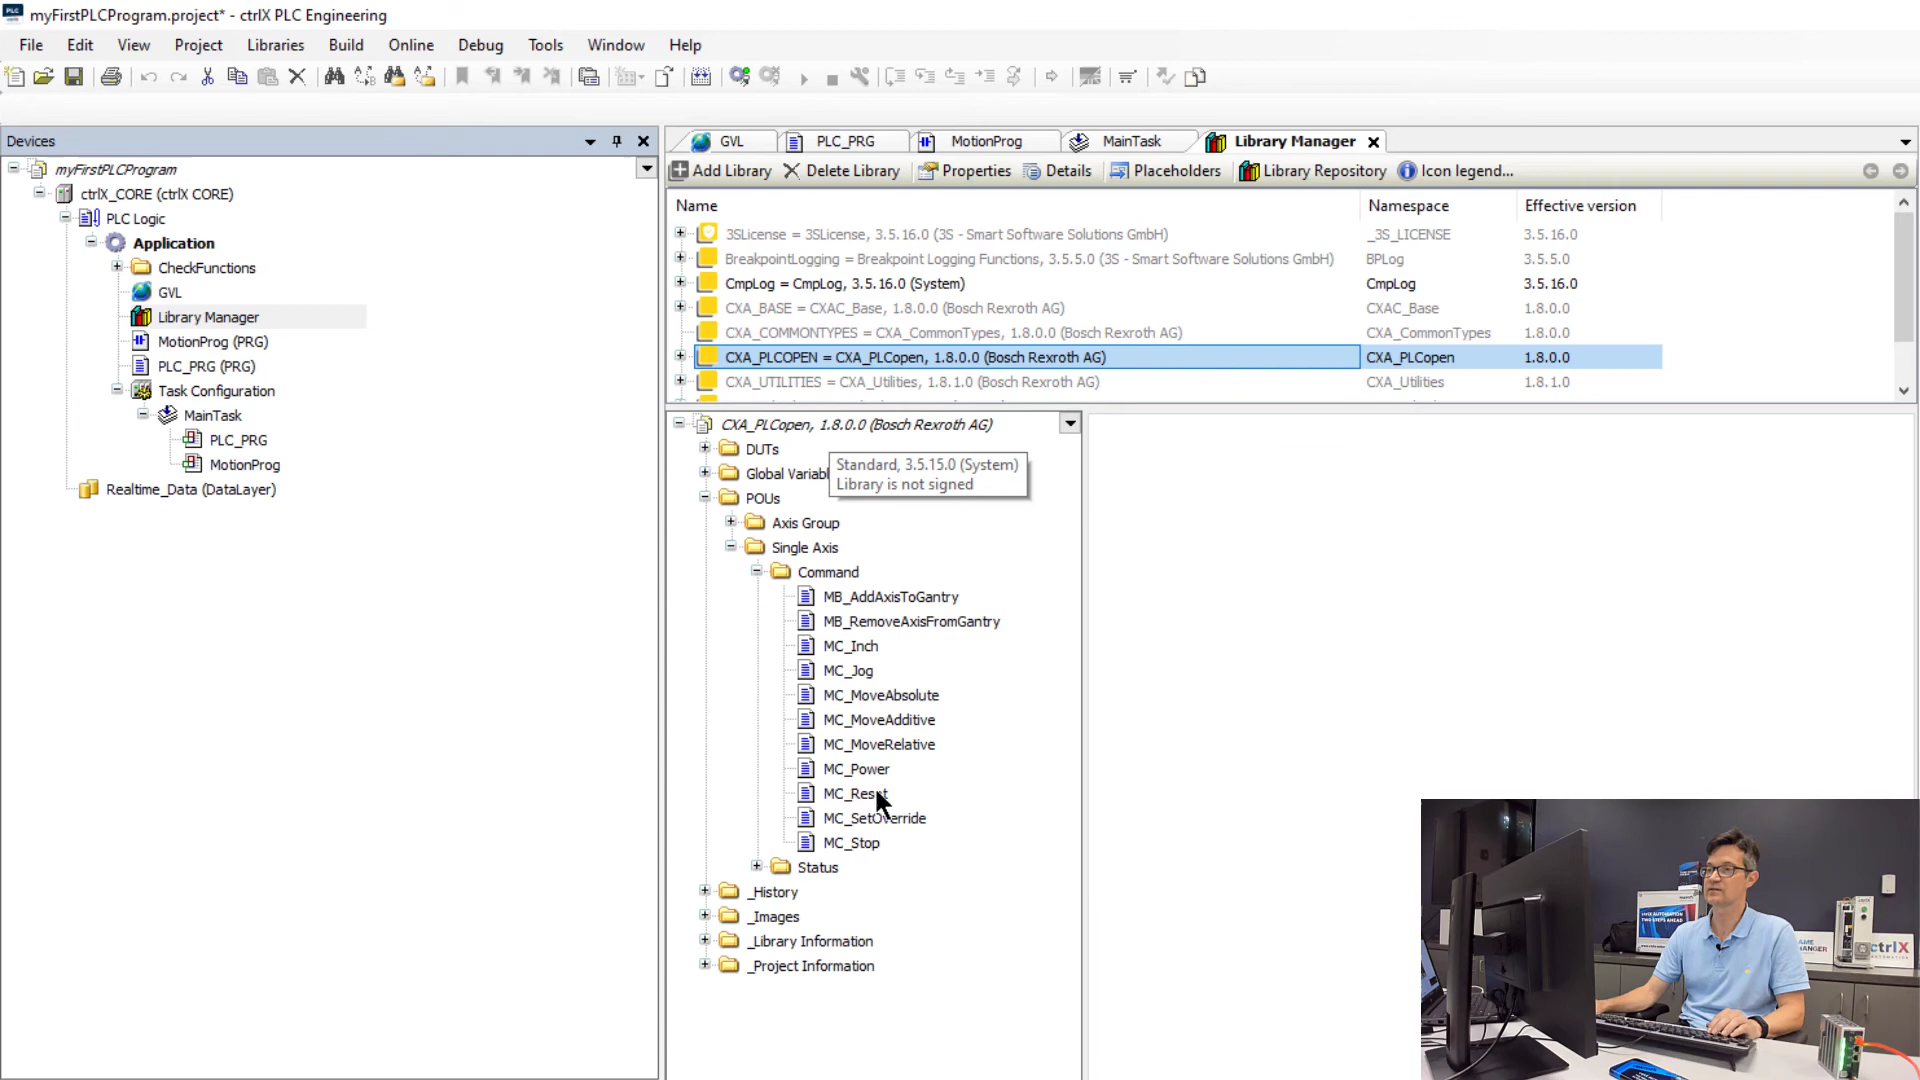 myFirstPLCProgram.project* - ctrlX PLC Engineering
File Edit View Project Libraries Build Online Debug Tools Window Help
Devices
myFirstPLCProgram
ctrlX_CORE (ctrlX CORE)
PLC Logic
Application
CheckFunctions
GVL
Library Manager
MotionProg (PRG)
PLC_PRG (PRG)
Task Configuration
MainTask
PLC_PRG
MotionProg
Realtime_Data (DataLayer)
GVL PLC_PRG MotionProg MainTask Library Manager
Add Library Delete Library Properties Details Placeholders Library Repository Icon legend...
Name Namespace Effective version
3SLicense = 3SLicense, 3.5.16.0 (3S - Smart Software Solutions GmbH) _3S_LICENSE 3.5.16.0
BreakpointLogging = Breakpoint Logging Functions, 3.5.5.0 (3S - Smart Software Solutions GmbH) BPLog 3.5.5.0
CmpLog = CmpLog, 3.5.16.0 (System) CmpLog 3.5.16.0
CXA_BASE = CXAC_Base, 1.8.0.0 (Bosch Rexroth AG) CXAC_Base 1.8.0.0
CXA_COMMONTYPES = CXA_CommonTypes, 1.8.0.0 (Bosch Rexroth AG) CXA_CommonTypes 1.8.0.0
CXA_PLCOPEN = CXA_PLCopen, 1.8.0.0 (Bosch Rexroth AG) CXA_PLCopen 1.8.0.0
CXA_UTILITIES = CXA_Utilities, 1.8.1.0 (Bosch Rexroth AG) CXA_Utilities 1.8.1.0
CXA_PLCopen, 1.8.0.0 (Bosch Rexroth AG)
DUTs
Global Variabl
Standard, 3.5.15.0 (System)
Library is not signed
POUs
Axis Group
Single Axis
Command
MB_AddAxisToGantry
MB_RemoveAxisFromGantry
MC_Inch
MC_Jog
MC_MoveAbsolute
MC_MoveAdditive
MC_MoveRelative
MC_Power
MC_Reset
MC_SetOverride
MC_Stop
Status
_History
_Images
_Library Information
_Project Information